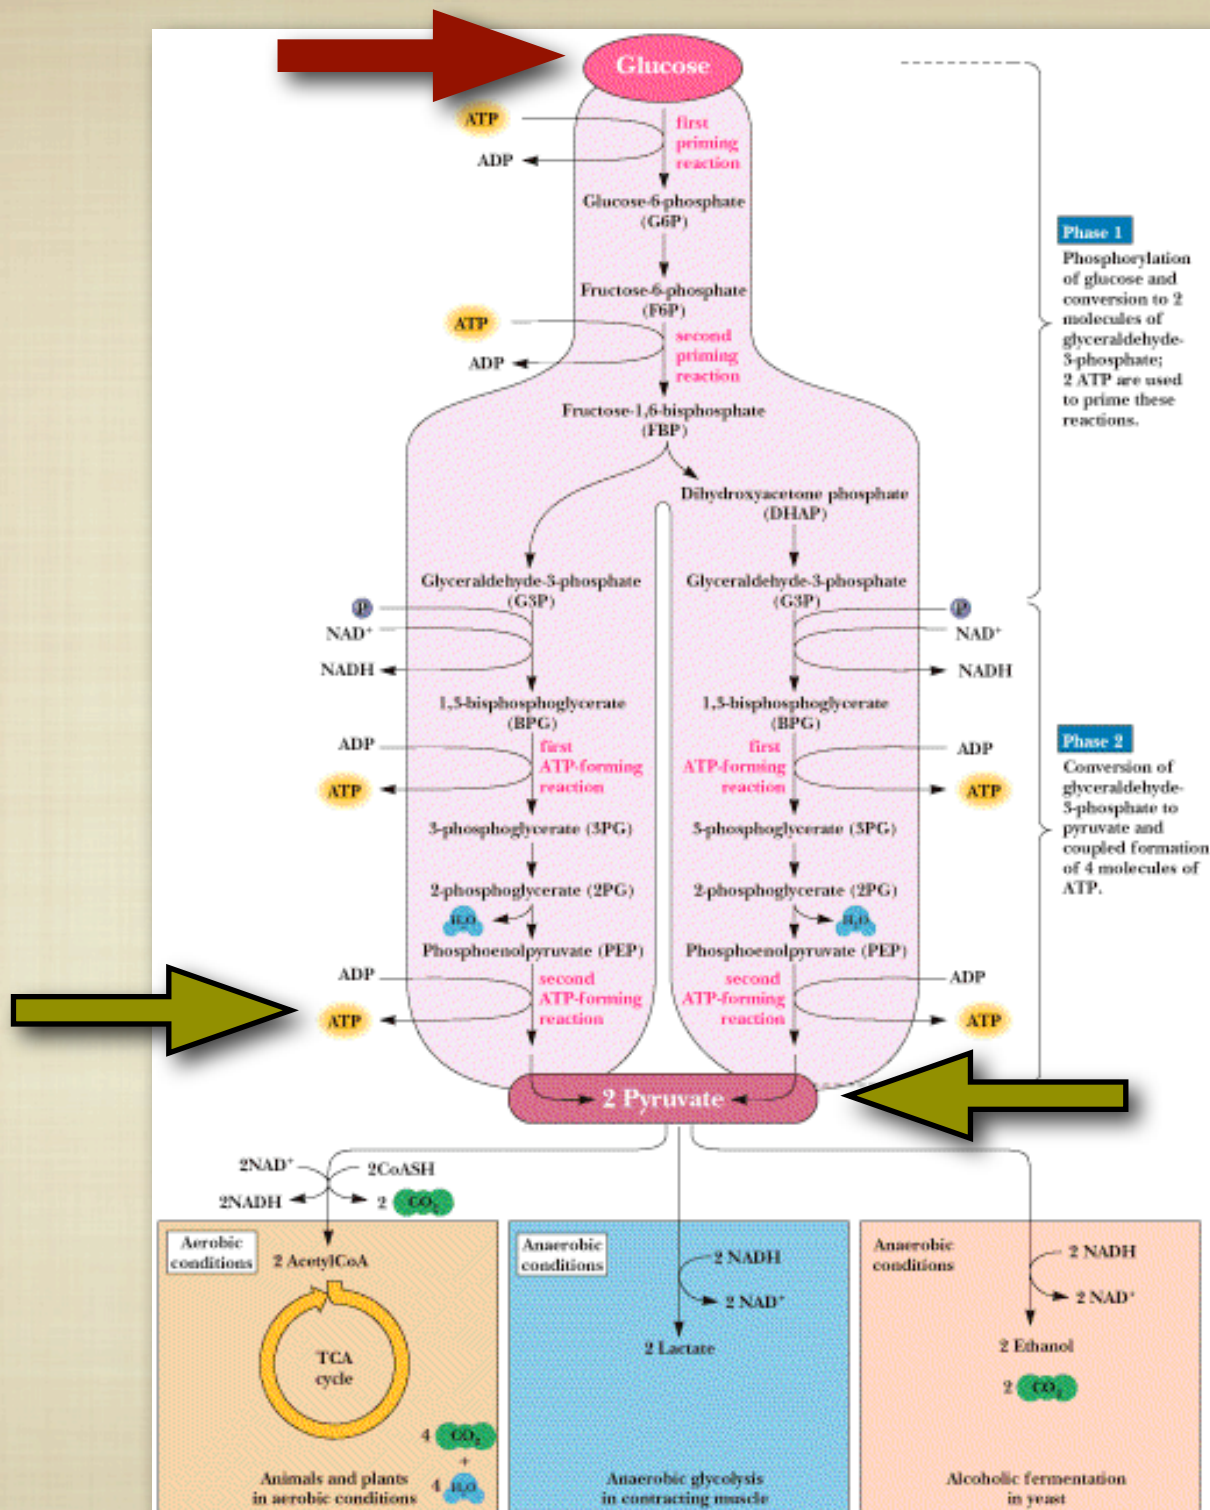 Glucose
ATP
ADP
first
priming
reaction
Glucose-6-phosphate
(G6P)
Fructose-6-phosphate
(F6P)
ATP
ADP
second
priming
reaction
Fructose-1,6-bisphosphate
(FBP)
Dihydroxyacetone phosphate
(DHAP)
Phase 1
Phosphorylation
of glucose and
conversion to 2
molecules of
glyceraldehyde-
3-phosphate;
2 ATP are used
to prime these
reactions.
Glyceraldehyde-3-phosphate
(G3P)
P
NAD⁺
NADH
1,3-bisphosphoglycerate
(BPG)
ADP
ATP
first
ATP-forming
reaction
3-phosphoglycerate (3PG)
2-phosphoglycerate (2PG)
H₂O
Phosphoenolpyruvate (PEP)
ADP
ATP
second
ATP-forming
reaction
Glyceraldehyde-3-phosphate
(G3P)
P
NAD⁺
NADH
1,3-bisphosphoglycerate
(BPG)
first
ATP-forming
reaction
ADP
ATP
3-phosphoglycerate (3PG)
2-phosphoglycerate (2PG)
H₂O
Phosphoenolpyruvate (PEP)
second
ATP-forming
reaction
ADP
ATP
Phase 2
Conversion of
glyceraldehyde-
3-phosphate to
pyruvate and
coupled formation
of 4 molecules of
ATP.
2 Pyruvate
2NAD⁺
2NADH
2CoASH
2 CO₂
Aerobic
conditions
2 AcetylCoA
TCA
cycle
4 CO₂
+
4 H₂O
Animals and plants
in aerobic conditions
Anaerobic
conditions
2 NADH
2 NAD⁺
2 Lactate
Anaerobic glycolysis
in contracting muscle
Anaerobic
conditions
2 NADH
2 NAD⁺
2 Ethanol
2 CO₂
Alcoholic fermentation
in yeast